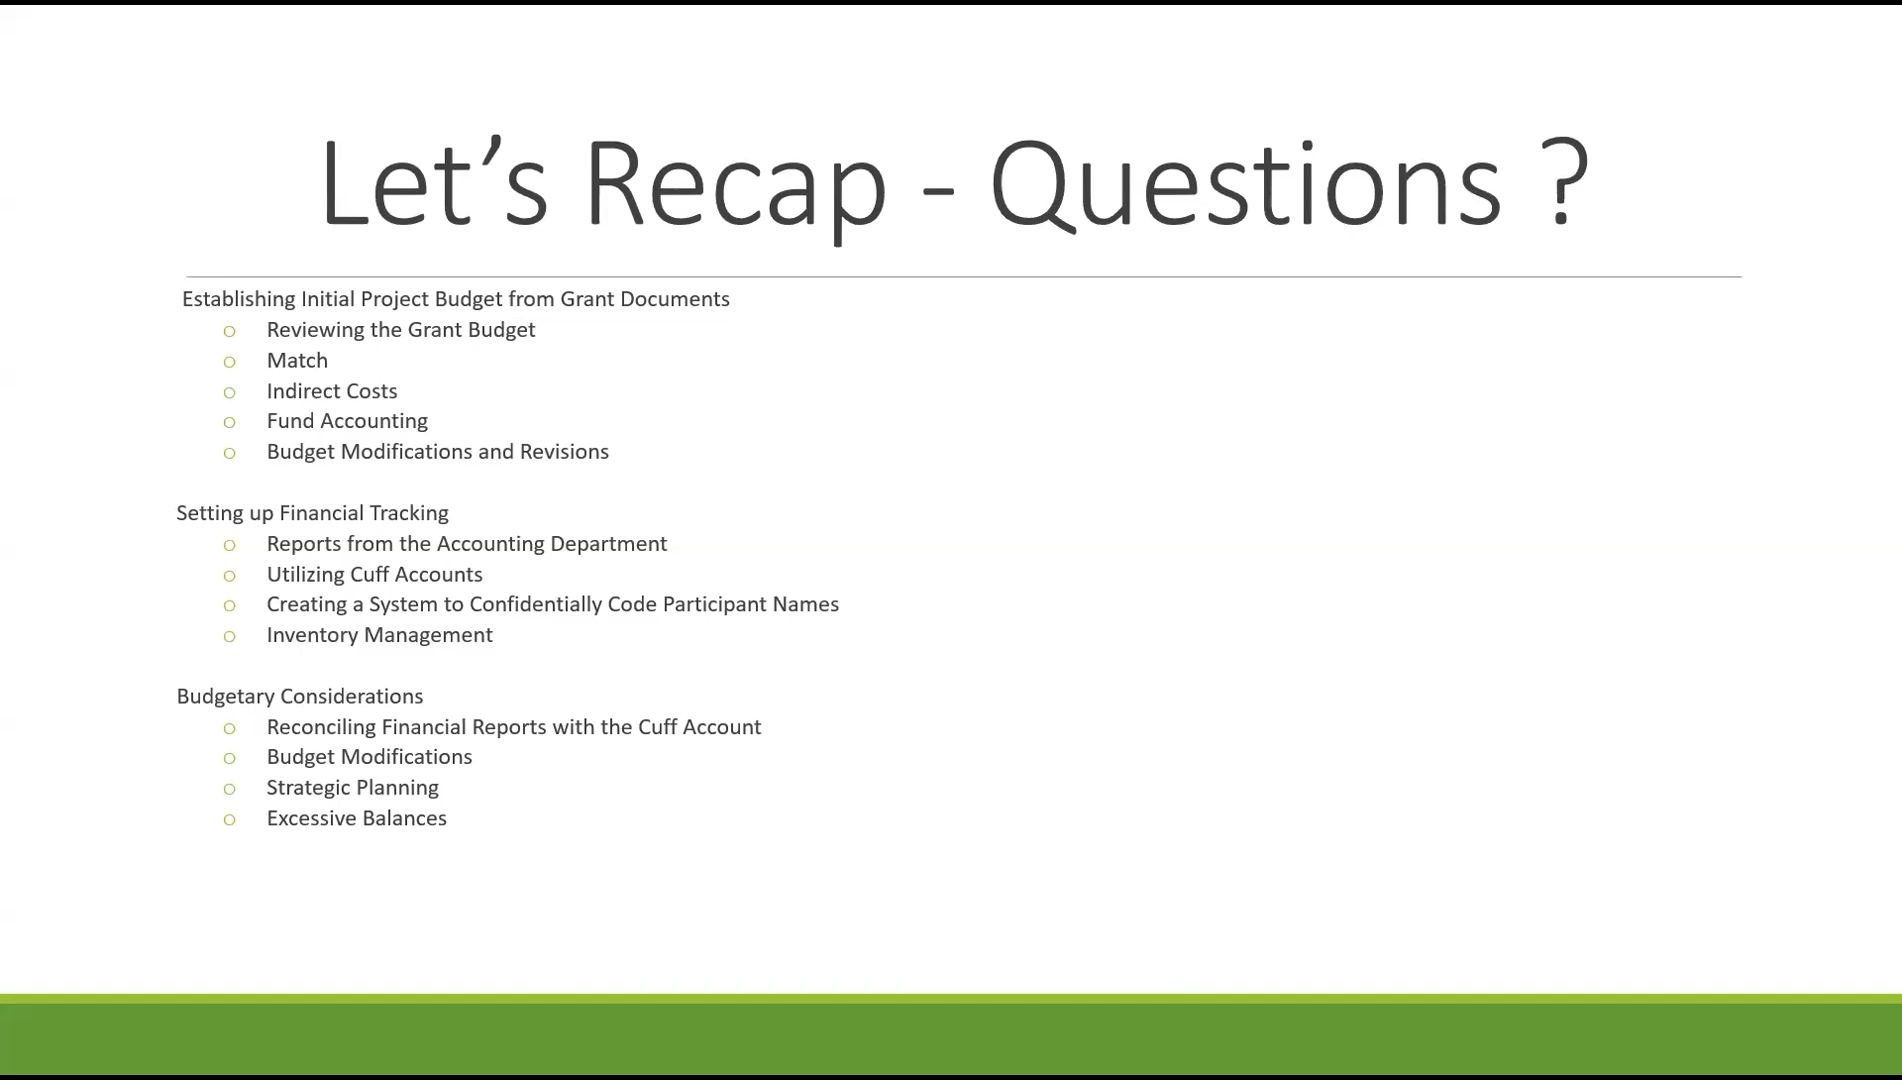 Let’s Recap - Questions ?
Establishing Initial Project Budget from Grant Documents
o Reviewing the Grant Budget
o Match
o Indirect Costs
o Fund Accounting
o Budget Modifications and Revisions
Setting up Financial Tracking
o Reports from the Accounting Department
o Utilizing Cuff Accounts
o Creating a System to Confidentially Code Participant Names
o Inventory Management
Budgetary Considerations
o Reconciling Financial Reports with the Cuff Account
o Budget Modifications
o Strategic Planning
o Excessive Balances